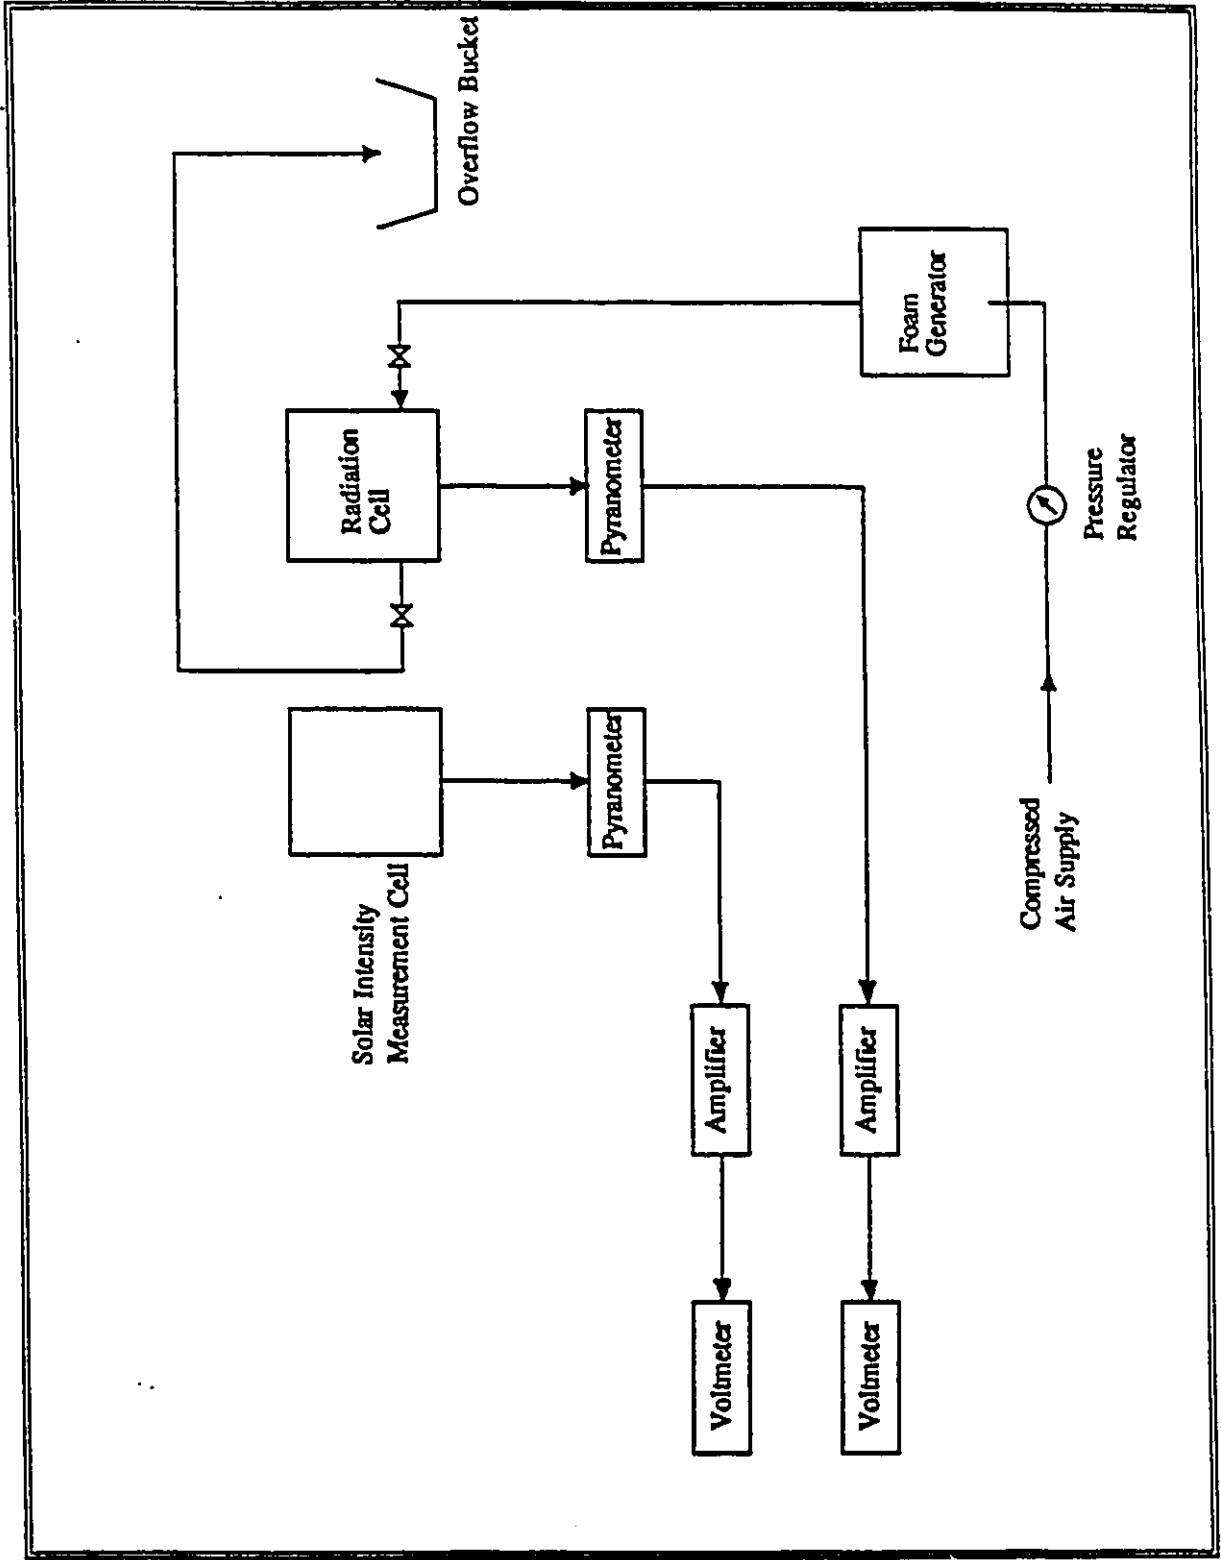 Solar Intensity
Measurement Cell
Radiation
Cell
Overflow Bucket
Pyranometer
Pyranometer
Voltmeter
Amplifier
Voltmeter
Amplifier
Foam
Generator
Compressed
Air Supply
Pressure
Regulator